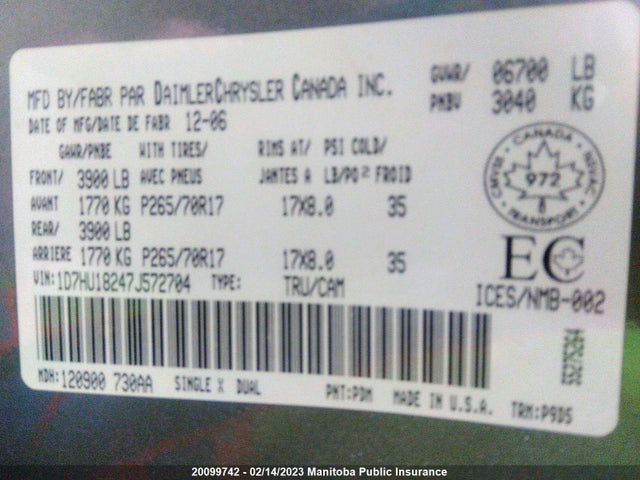 MFD BY/FABR PAR DAIMLERCHRYSLER CANADA INC.
GVWR/ 06700 LB
PNBV 3040 KG
DATE OF MFG/DATE DE FABR 12-06
GAWR/PNBE WITH TIRES/ RIMS AT/ PSI COLD/
FRONT/ 3900 LB AVEC PNEUS JANTES A LB/PO² FROID
AVANT 1770 KG P265/70R17 17X8.0 35
REAR/ 3900 LB
ARRIERE 1770 KG P265/70R17 17X8.0 35
VIN: 1D7HU18247J572704 TYPE: TRU/CAM
CANADA
CMVSS NSVAC
972
TRANSPORT
EC
ICES/NMB-002
MDH: 120900 730AA SINGLE X DUAL PNT: PDM MADE IN U.S.A. TRM: P9D5
20099742 - 02/14/2023 Manitoba Public Insurance